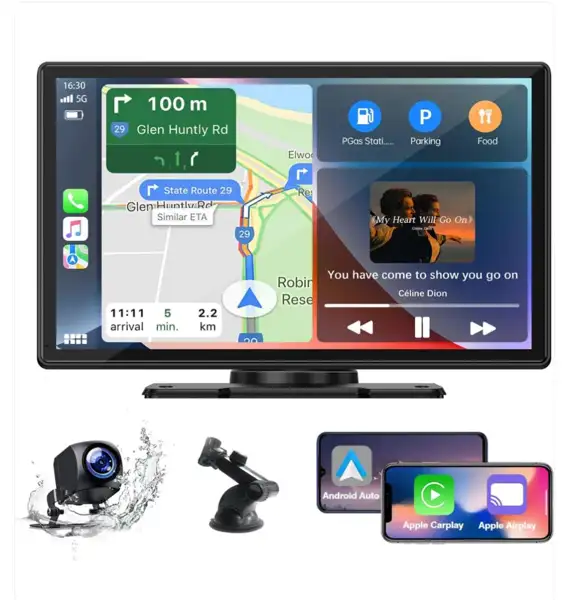 16:30
5G
100 m
29
Glen Huntly Rd
State Route 29
Glen Huntly Rd
Similar ETA
Elwo
Res
29
Robin
Rese
11:11
arrival
5
min.
2.2
km
29
PGas Stati....
P
Parking
Food
《My Heart Will Go On》
You have come to show you go on
Céline Dion
Android Auto
Apple Carplay
Apple Airplay